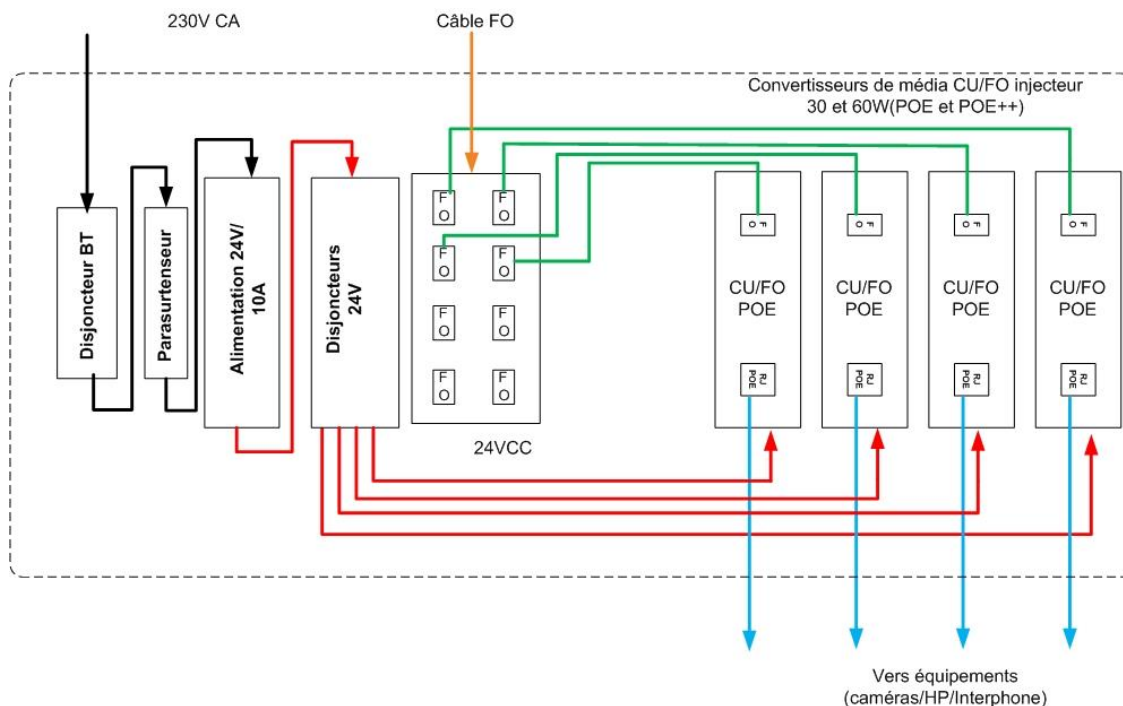 230V CA
Câble FO
Convertisseurs de média CU/FO injecteur
30 et 60W(POE et POE++)
Disjoncteur BT
Parasurtenseur
Alimentation 24V/
10A
Disjoncteurs
24V
F
O
F
O
F
O
F
O
F
O
F
O
F
O
F
O
24VCC
F
O
CU/FO
POE
RJ
POE
F
O
CU/FO
POE
RJ
POE
F
O
CU/FO
POE
RJ
POE
F
O
CU/FO
POE
RJ
POE
Vers équipements
(caméras/HP/Interphone)